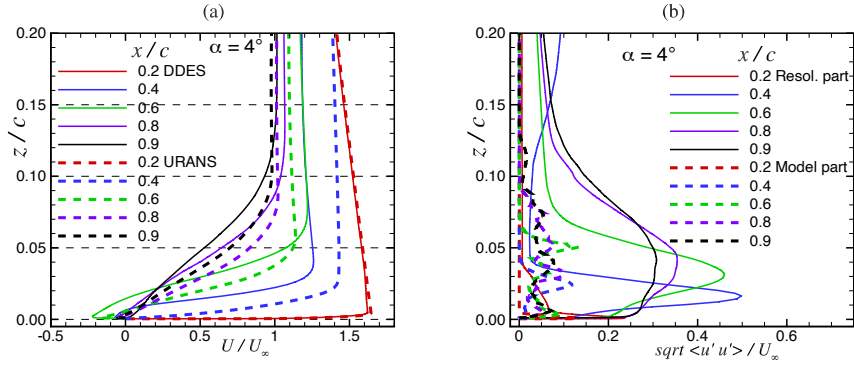 (a)
x / c
α = 4°
0.2 DDES
0.4
0.6
0.8
0.9
0.2 URANS
0.4
0.6
0.8
0.9
0.20
0.15
0.10
0.05
0.00
z / c
-0.5
0
0.5
1
1.5
U / U∞
(b)
α = 4°
x / c
0.2 Resol. part
0.4
0.6
0.8
0.9
0.2 Model part
0.4
0.6
0.8
0.9
0.20
0.15
0.10
0.05
0.00
z / c
0
0.2
0.4
0.6
sqrt <u' u'> / U∞